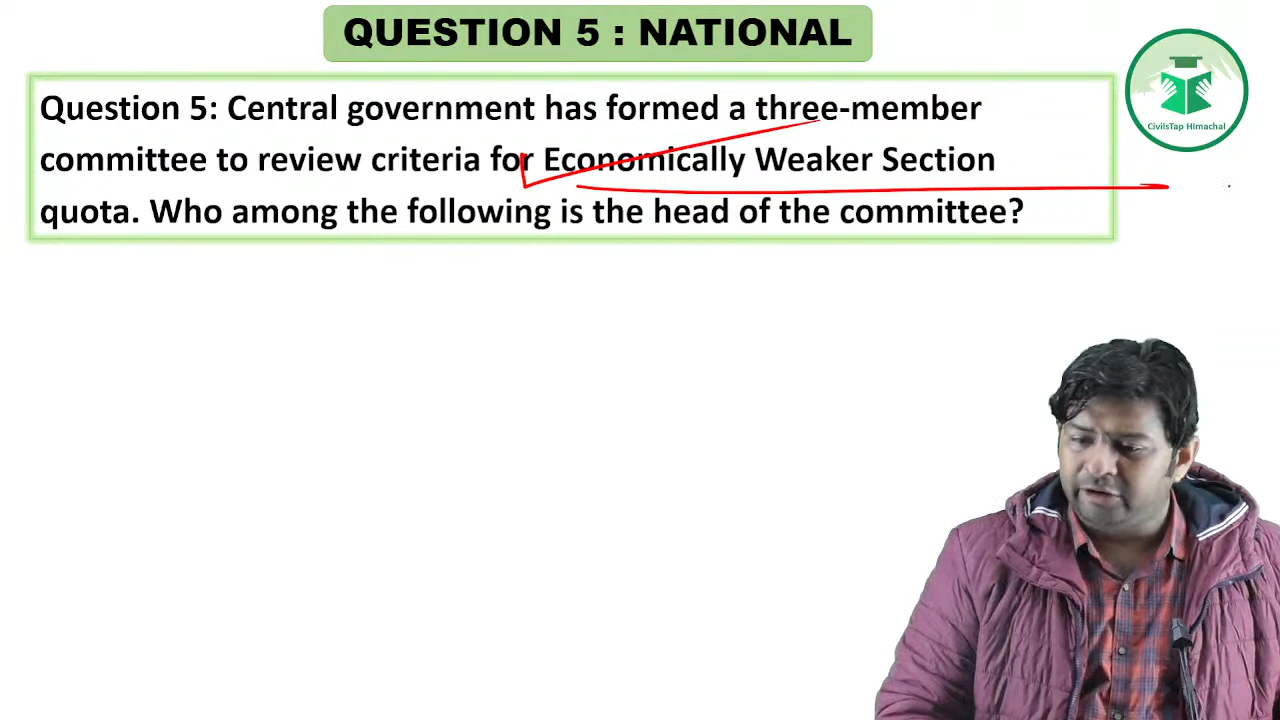 QUESTION 5 : NATIONAL
Question 5: Central government has formed a three-member
committee to review criteria for Economically Weaker Section
quota. Who among the following is the head of the committee?
CivilsTap HImachal